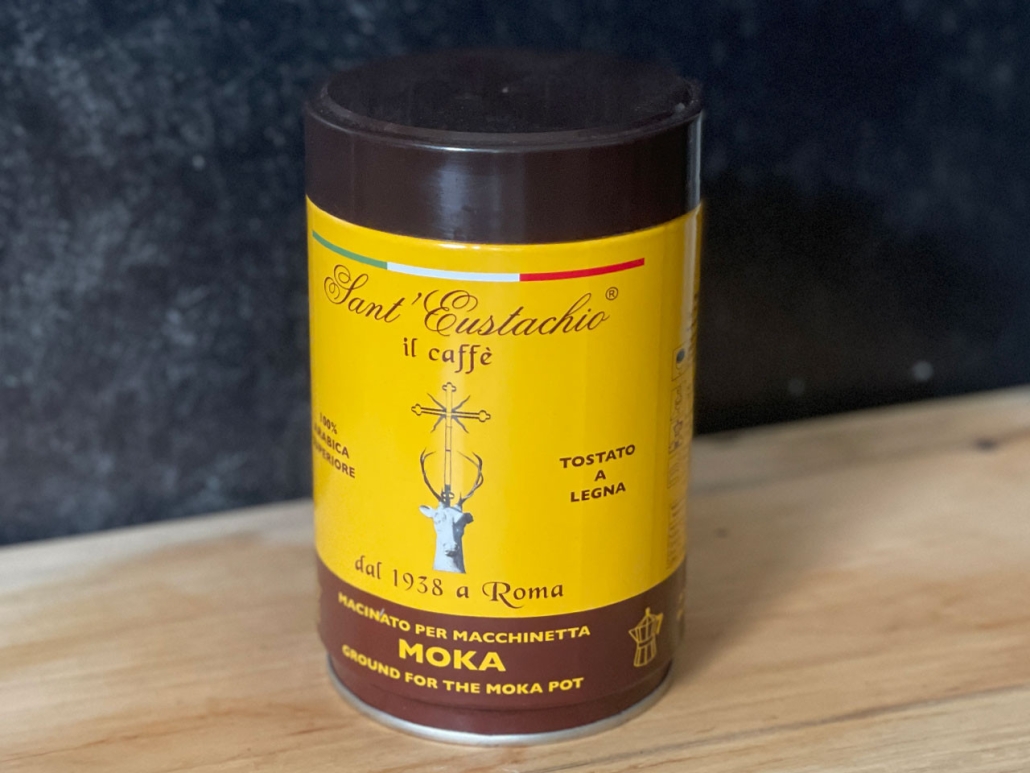 Sant'Eustachio®
il caffè
100%
TOSTATO
A
LEGNA
dal 1938 a Roma
MACINATO PER MACCHINETTA
MOKA
GROUND FOR THE MOKA POT